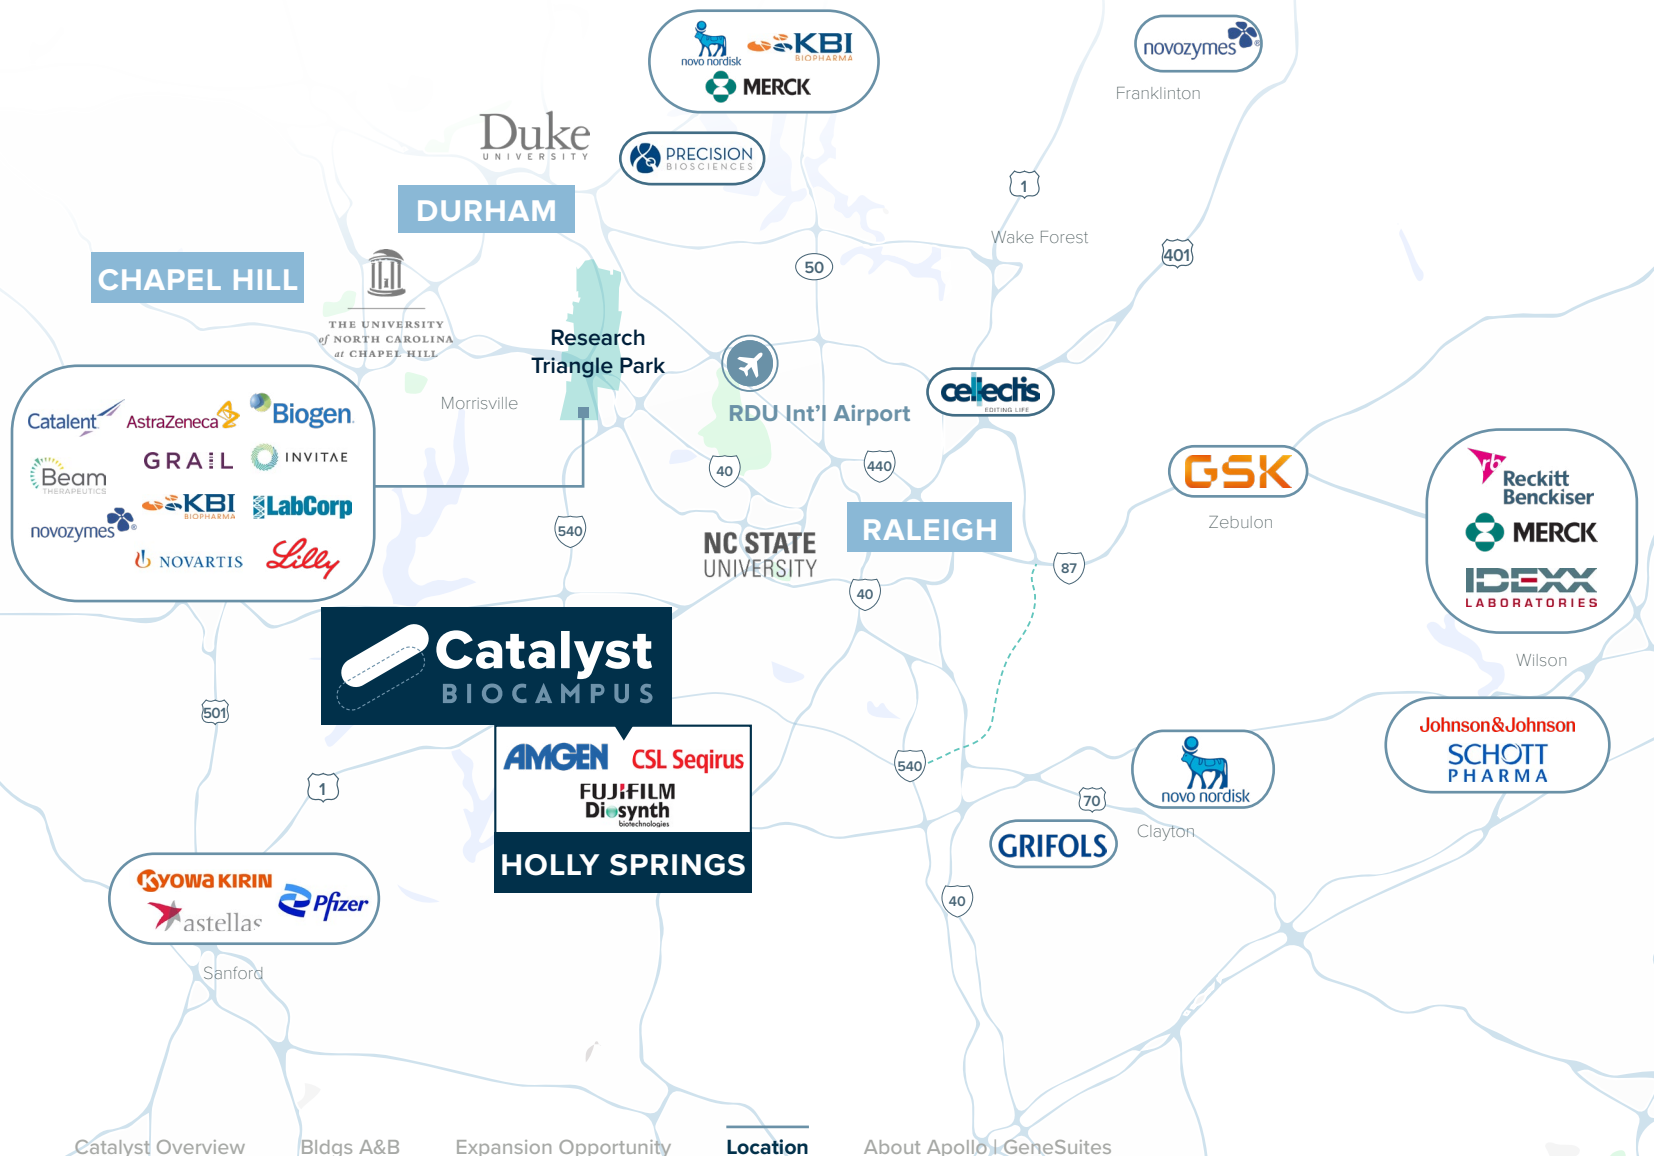 novo nordisk
KBI
BIOPHARMA
MERCK
novozymes®
Franklinton
Duke
UNIVERSITY
PRECISION
BIOSCIENCES
DURHAM
1
Wake Forest
401
CHAPEL HILL
50
THE UNIVERSITY
of NORTH CAROLINA
at CHAPEL HILL
Research
Triangle Park
Morrisville
RDU Int'l Airport
cellectis
EDITING LIFE
Catalent
AstraZeneca
Biogen
Beam
THERAPEUTICS
GRAIL
INVITAE
novozymes®
KBI
BIOPHARMA
LabCorp
NOVARTIS
Lilly
40
440
540
NC STATE
UNIVERSITY
RALEIGH
40
87
GSK
Zebulon
rb
Reckitt
Benckiser
MERCK
IDEXX
LABORATORIES
Wilson
Catalyst
BIOCAMPUS
501
1
AMGEN
CSL Seqirus
FUJIFILM
Diosynth
biotechnologies
HOLLY SPRINGS
540
70
novo nordisk
Clayton
GRIFOLS
Johnson&Johnson
SCHOTT
PHARMA
40
KYOWA KIRIN
astellas
Pfizer
Sanford
Catalyst Overview
Bldgs A&B
Expansion Opportunity
Location
About Apollo | GeneSuites